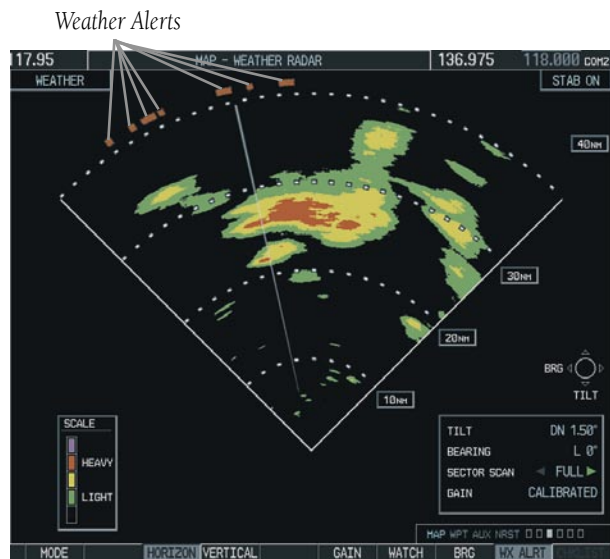 Weather Alerts
117.95 MAP – WEATHER RADAR 136.975 118.000 COM2
WEATHER STAB ON
40NM
30NM
20NM
10NM
BRG
TILT
SCALE
HEAVY
LIGHT
TILT DN 1.50°
BEARING L 0°
SECTOR SCAN FULL
GAIN CALIBRATED
MAP WPT AUX NRST
MODE HORIZON VERTICAL GAIN WATCH BRG WX ALRT